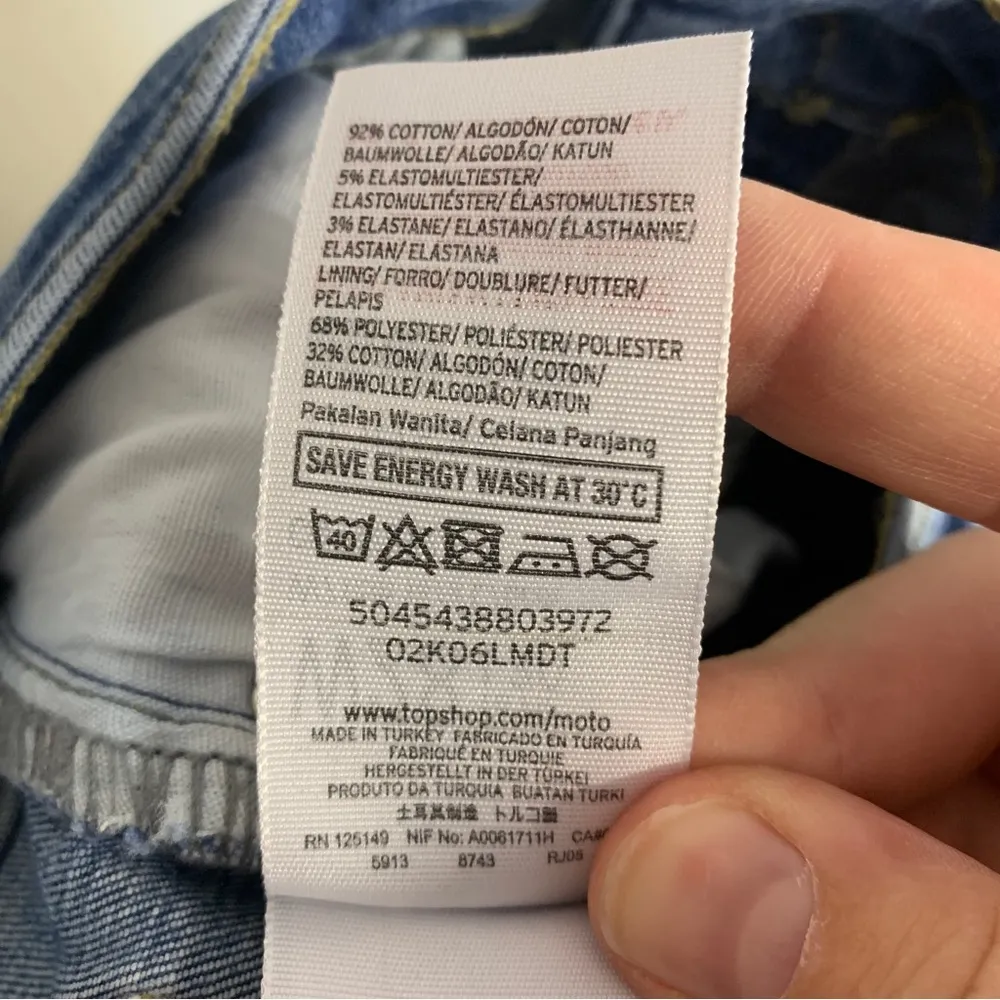 92% COTTON/ ALGODÓN/ COTON/
BAUMWOLLE/ ALGODÃO/ KATUN
5% ELASTOMULTIESTER/
ELASTOMULTIÉSTER/ ÉLASTOMULTIESTER
3% ELASTANE/ ELASTANO/ ÉLASTHANNE/
ELASTAN/ ELASTANA
LINING/ FORRO/ DOUBLURE/ FUTTER/
PELAPIS
68% POLYESTER/ POLIÉSTER/ POLIESTER
32% COTTON/ ALGODÓN/ COTON/
BAUMWOLLE/ ALGODÃO/ KATUN
Pakaian Wanita/ Celana Panjang
SAVE ENERGY WASH AT 30°C
40
5045438803972
02K06LMDT
www.topshop.com/moto
MADE IN TURKEY FABRICADO EN TURQUÍA
FABRIQUÉ EN TURQUIE
HERGESTELLT IN DER TÜRKEI
PRODUTO DA TURQUIA BUATAN TURKI
土耳其制造 トルコ製
RN 125149 NIF No: A0061711H CA#
5913 8743 RJ05